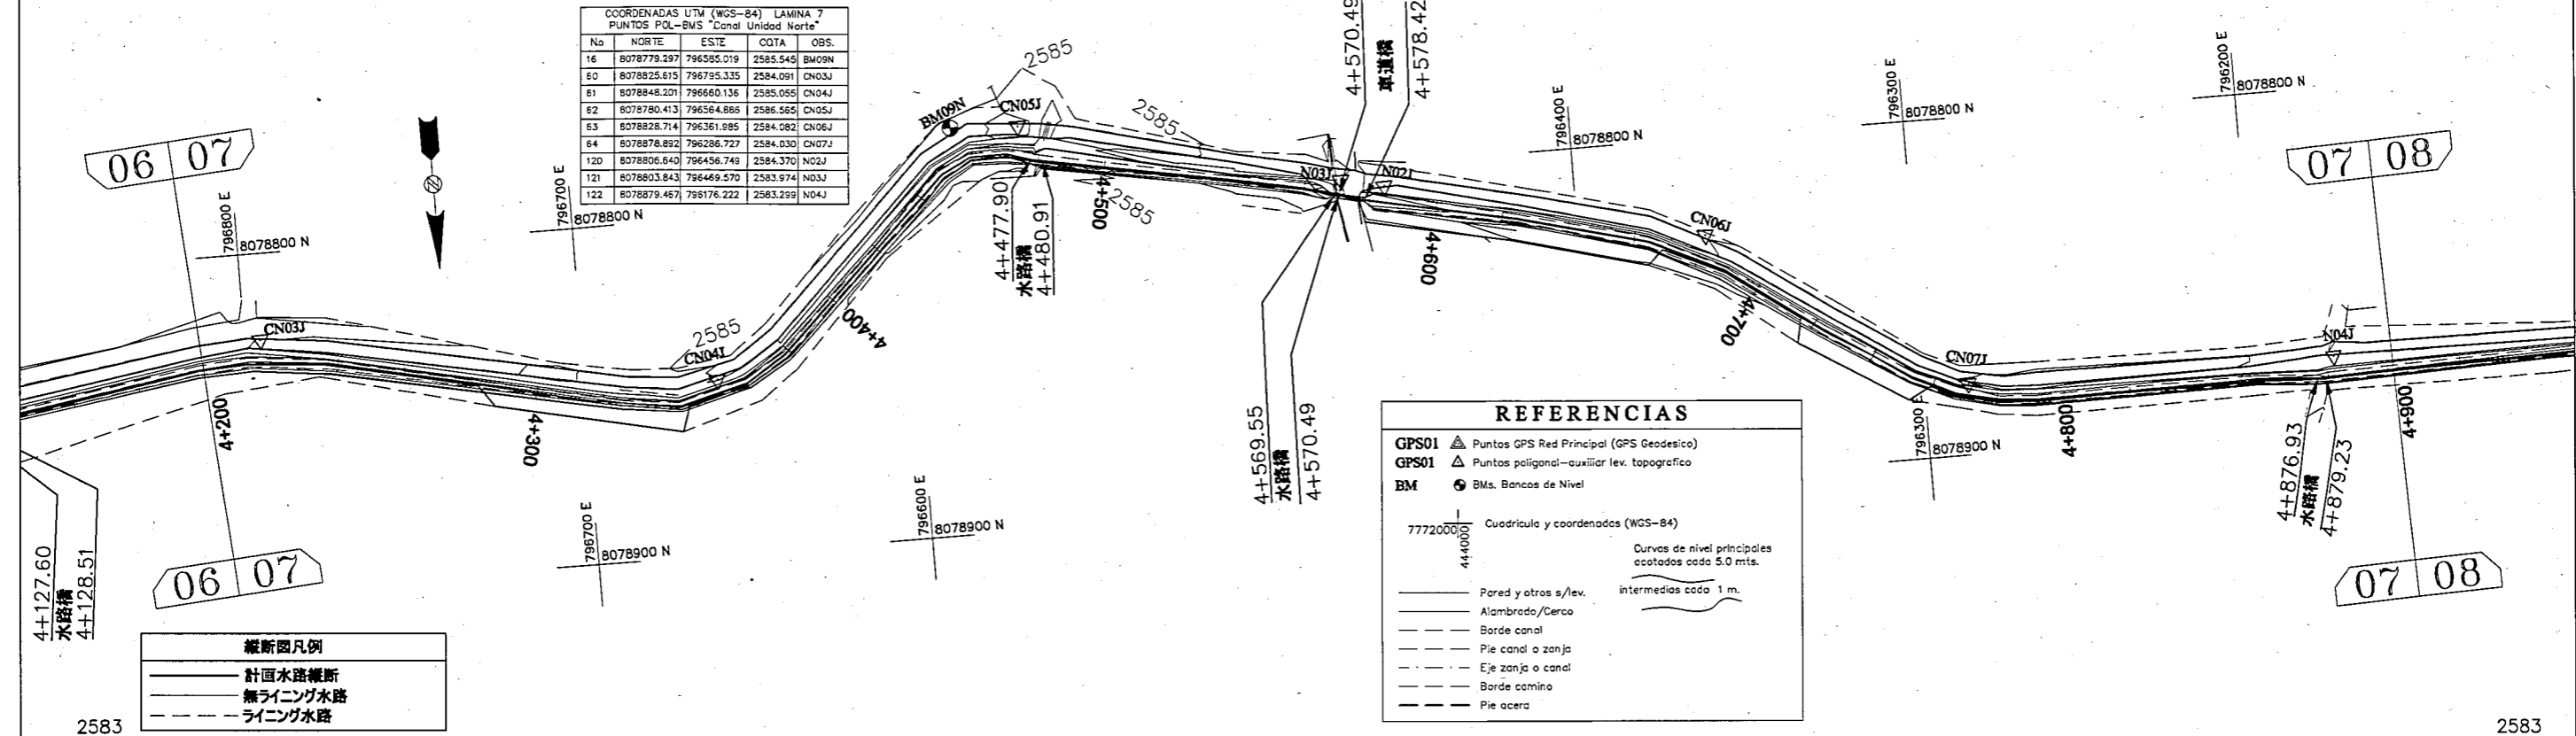 COORDENADAS UTM (WGS-84) LAMINA 7
PUNTOS POL-BMS "Canal Unidad Norte"
No NORTE ESTE COTA OBS.
16 8078779.297 796585.019 2585.545 BM09N
60 8078825.615 796795.335 2584.091 CN03J
61 8078848.201 796660.136 2585.055 CN04J
62 8078780.413 796564.886 2586.565 CN05J
63 8078828.714 796361.985 2584.082 CN06J
64 8078878.892 796286.727 2584.030 CN07J
120 8078806.640 796456.749 2584.370 N02J
121 8078803.843 796469.570 2583.974 N03J
122 8078879.467 796176.222 2583.299 N04J
06 07
796800 E
8078800 N
796700 E
8078800 N
BM09N
CN05J
2585
2585
2585
4+570.49
車道橋
4+578.42
796400 E
8078800 N
796300 E
8078800 N
796200 E
8078800 N
07 08
N03J
N02J
CN06J
4+477.90
水路橋
4+480.91
4+500
4+600
4+700
4+400
CN03J
2585
CN04J
CN07J
N04J
4+200
4+300
4+800
4+900
4+569.55
水路橋
4+570.49
4+127.60
水路橋
4+128.51
06 07
796700 E
8078900 N
796600 E
8078900 N
796300 E
8078900 N
4+876.93
水路橋
4+879.23
07 08
REFERENCIAS
GPS01 Puntos GPS Red Principal (GPS Geodesico)
GPS01 Puntos poligonal-auxiliar lev. topografico
BM BMs. Bancos de Nivel
7772000
444000
Cuadricula y coordenadas (WGS-84)
Curvas de nivel principales
acotados cada 5.0 mts.
intermedias cada 1 m.
Pared y otros s/lev.
Alambrado/Cerco
Borde canal
Pie canal o zanja
Eje zanja o canal
Borde camino
Pie acera
縦断図凡例
計画水路縦断
無ライニング水路
ライニング水路
2583
2583